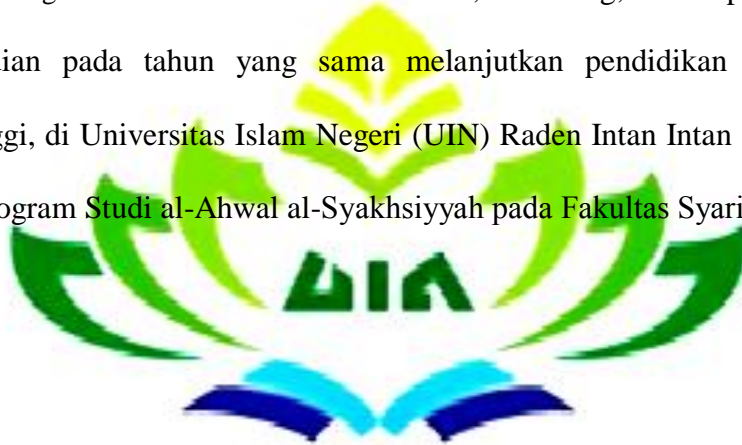 dian pada tahun yang sama melanjutkan pendidikan
ggi, di Universitas Islam Negeri (UIN) Raden Intan Intan
ogram Studi al-Ahwal al-Syakhsiyyah pada Fakultas Syari
UIN